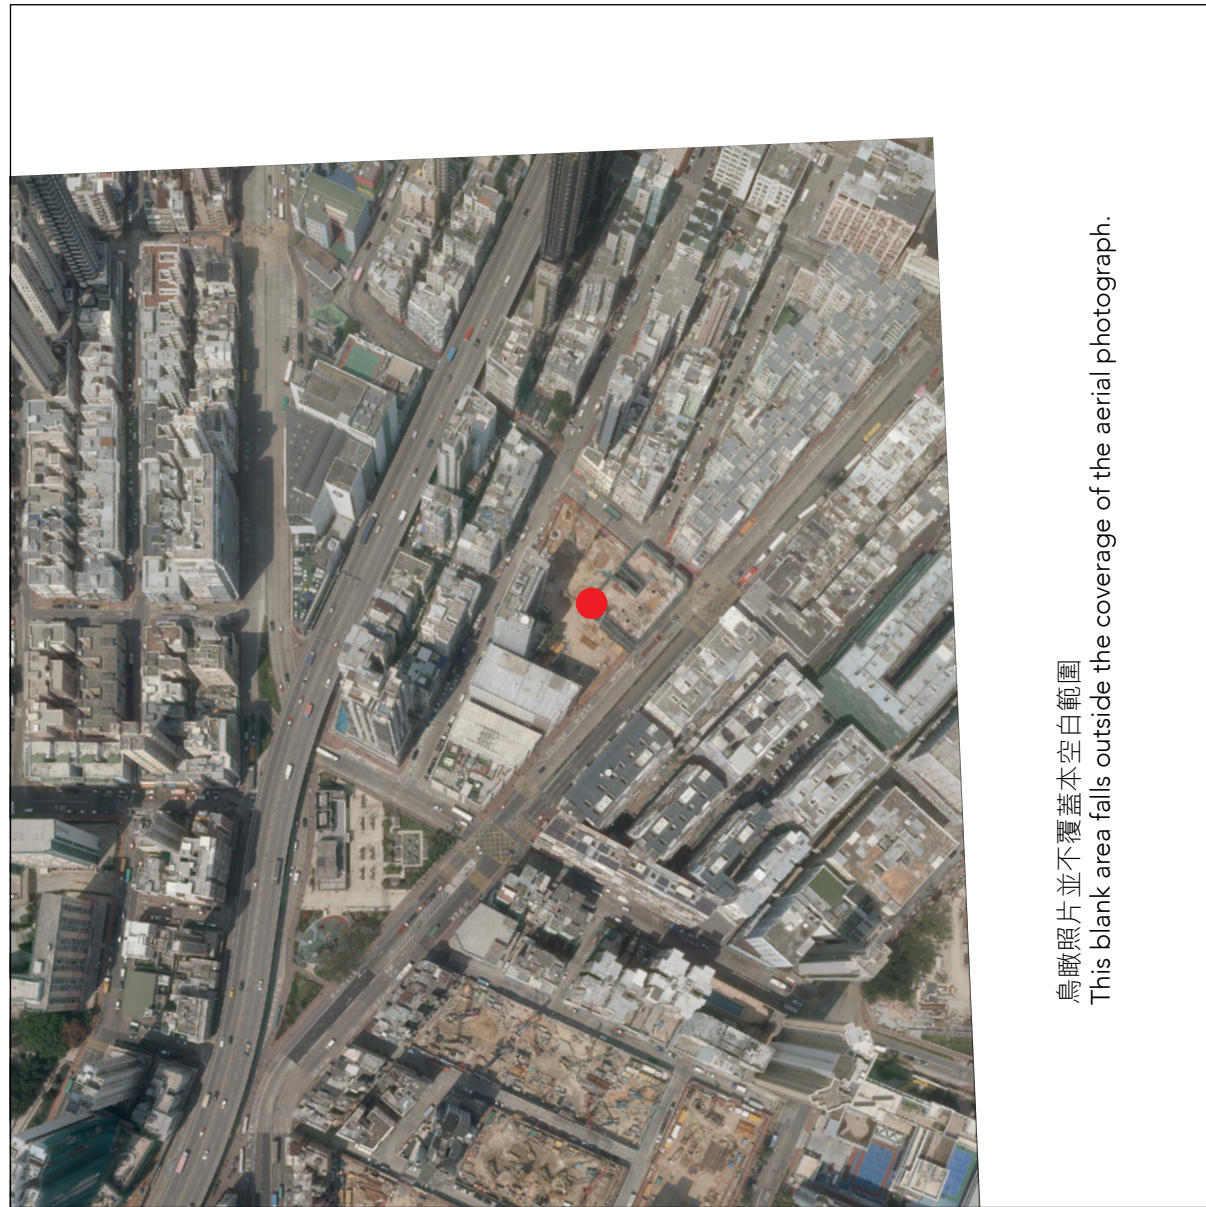 鳥瞰照片並不覆蓋本空白範圍
This blank area falls outside the coverage of the aerial photograph.